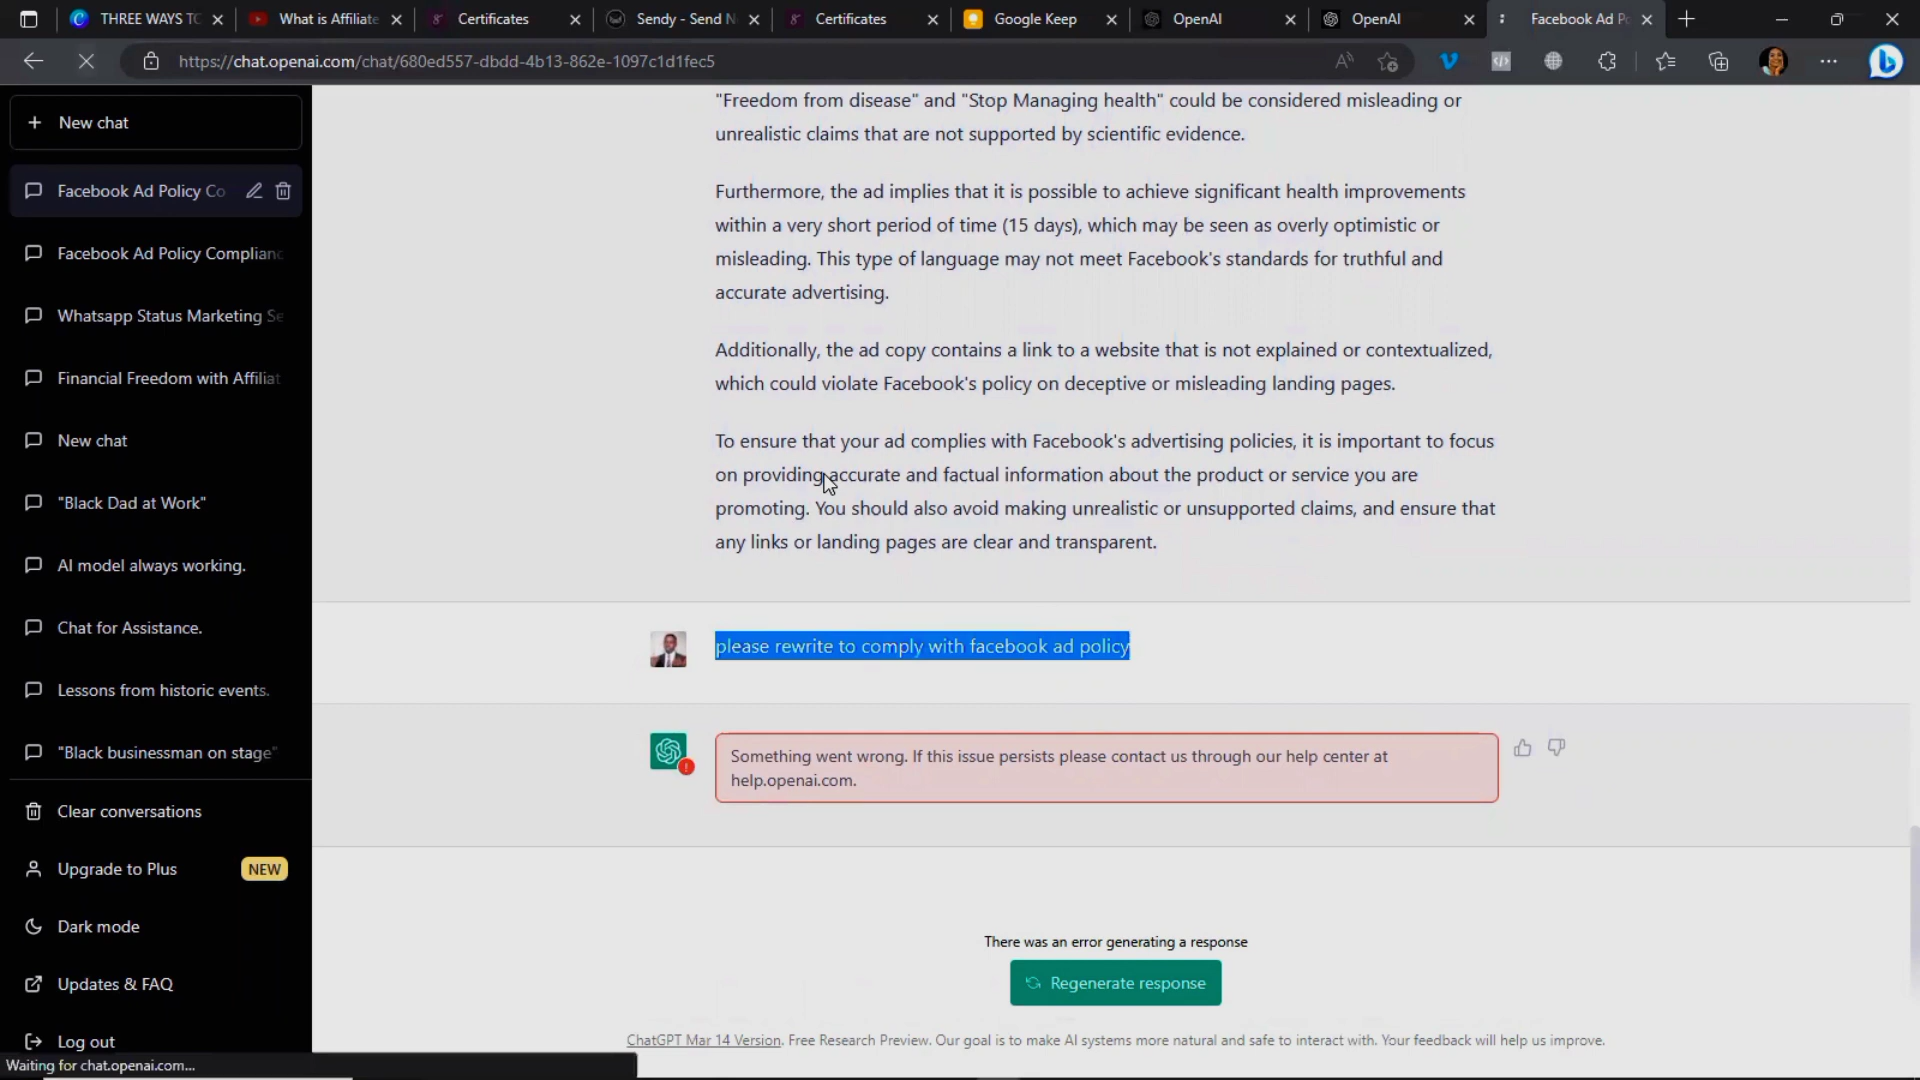 THREE WAYS TO
What is Affiliate
Certificates
Sendy - Send N
Certificates
Google Keep
OpenAI
OpenAI
Facebook Ad Po
https://chat.openai.com/chat/680ed557-dbdd-4b13-862e-1097c1d1fec5
New chat
Facebook Ad Policy Co
Facebook Ad Policy Complianc
Whatsapp Status Marketing Se
Financial Freedom with Affiliat
New chat
"Black Dad at Work"
AI model always working.
Chat for Assistance.
Lessons from historic events.
"Black businessman on stage"
Clear conversations
Upgrade to Plus
NEW
Dark mode
Updates & FAQ
Log out
Waiting for chat.openai.com...
"Freedom from disease" and "Stop Managing health" could be considered misleading or
unrealistic claims that are not supported by scientific evidence.
Furthermore, the ad implies that it is possible to achieve significant health improvements
within a very short period of time (15 days), which may be seen as overly optimistic or
misleading. This type of language may not meet Facebook's standards for truthful and
accurate advertising.
Additionally, the ad copy contains a link to a website that is not explained or contextualized,
which could violate Facebook's policy on deceptive or misleading landing pages.
To ensure that your ad complies with Facebook's advertising policies, it is important to focus
on providing accurate and factual information about the product or service you are
promoting. You should also avoid making unrealistic or unsupported claims, and ensure that
any links or landing pages are clear and transparent.
please rewrite to comply with facebook ad policy
Something went wrong. If this issue persists please contact us through our help center at
help.openai.com.
There was an error generating a response
Regenerate response
ChatGPT Mar 14 Version. Free Research Preview. Our goal is to make AI systems more natural and safe to interact with. Your feedback will help us improve.